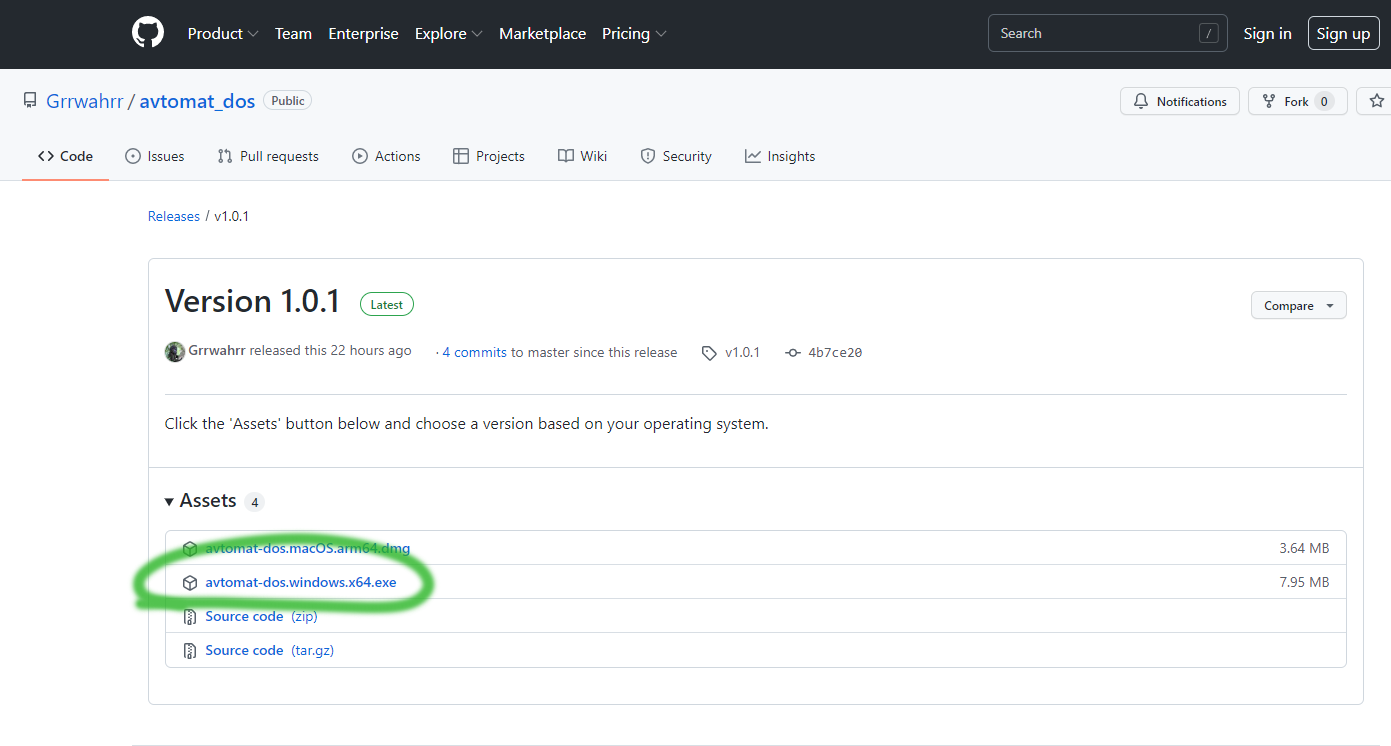 Product Team Enterprise Explore Marketplace Pricing Search / Sign in Sign up
Grrwahrr / avtomat_dos Public Notifications Fork 0
Code Issues Pull requests Actions Projects Wiki Security Insights
Releases / v1.0.1
Version 1.0.1 Latest Compare
Grrwahrr released this 22 hours ago · 4 commits to master since this release v1.0.1 4b7ce20
Click the 'Assets' button below and choose a version based on your operating system.
Assets 4
avtomat-dos.macOS.arm64.dmg 3.64 MB
avtomat-dos.windows.x64.exe 7.95 MB
Source code (zip)
Source code (tar.gz)